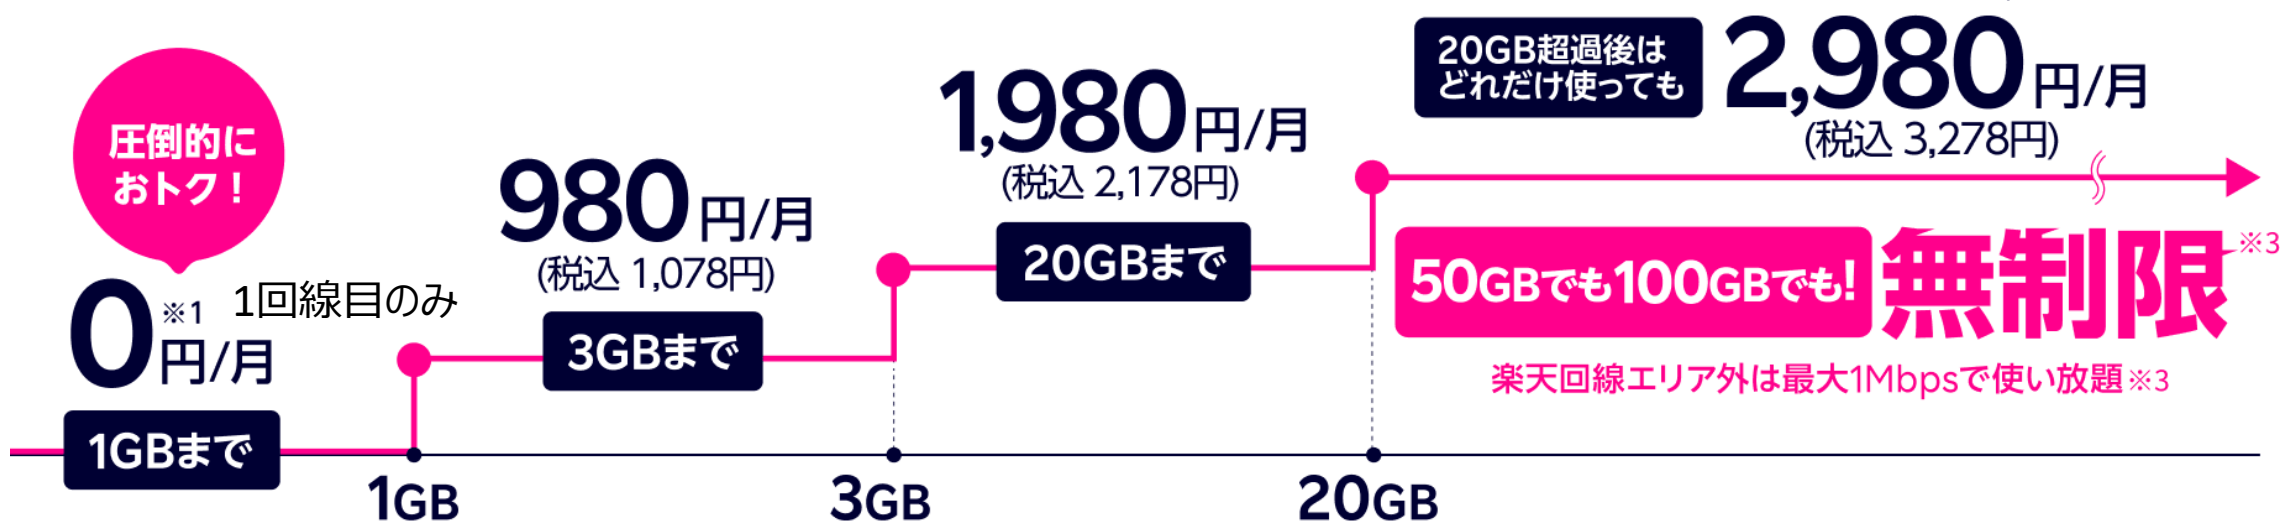 圧倒的に
おトク!
0※1
円/月
1回線目のみ
1GBまで
980円/月
(税込 1,078円)
3GBまで
1,980円/月
(税込 2,178円)
20GBまで
20GB超過後は
どれだけ使っても
2,980円/月
(税込 3,278円)
50GBでも100GBでも! 無制限※3
楽天回線エリア外は最大1Mbpsで使い放題※3
1GB
3GB
20GB